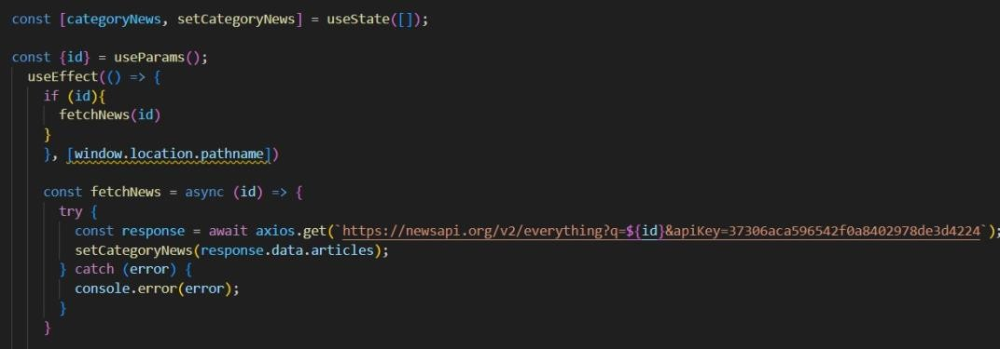 const [categoryNews, setCategoryNews] = useState([]);

const {id} = useParams();
  useEffect(() => {
    if (id){
      fetchNews(id)
    }
    }, [window.location.pathname])

    const fetchNews = async (id) => {
      try {
        const response = await axios.get(`https://newsapi.org/v2/everything?q=${id}&apiKey=37306aca596542f0a8402978de3d4224`);
        setCategoryNews(response.data.articles);
      } catch (error) {
        console.error(error);
      }
    }